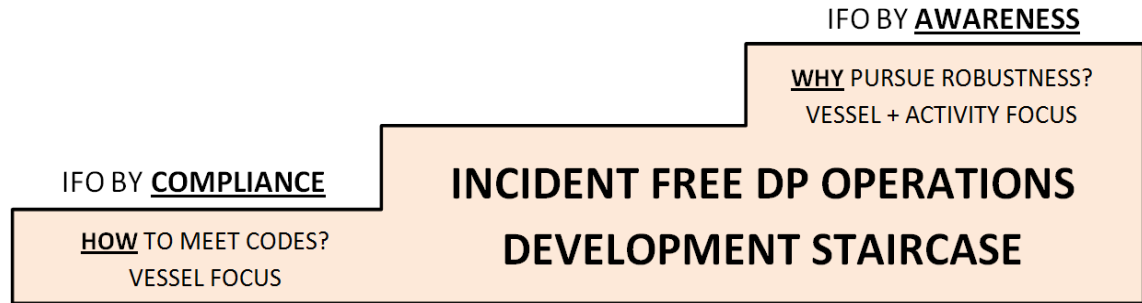 IFO BY AWARENESS
WHY PURSUE ROBUSTNESS?
VESSEL + ACTIVITY FOCUS
IFO BY COMPLIANCE
HOW TO MEET CODES?
VESSEL FOCUS
INCIDENT FREE DP OPERATIONS
DEVELOPMENT STAIRCASE